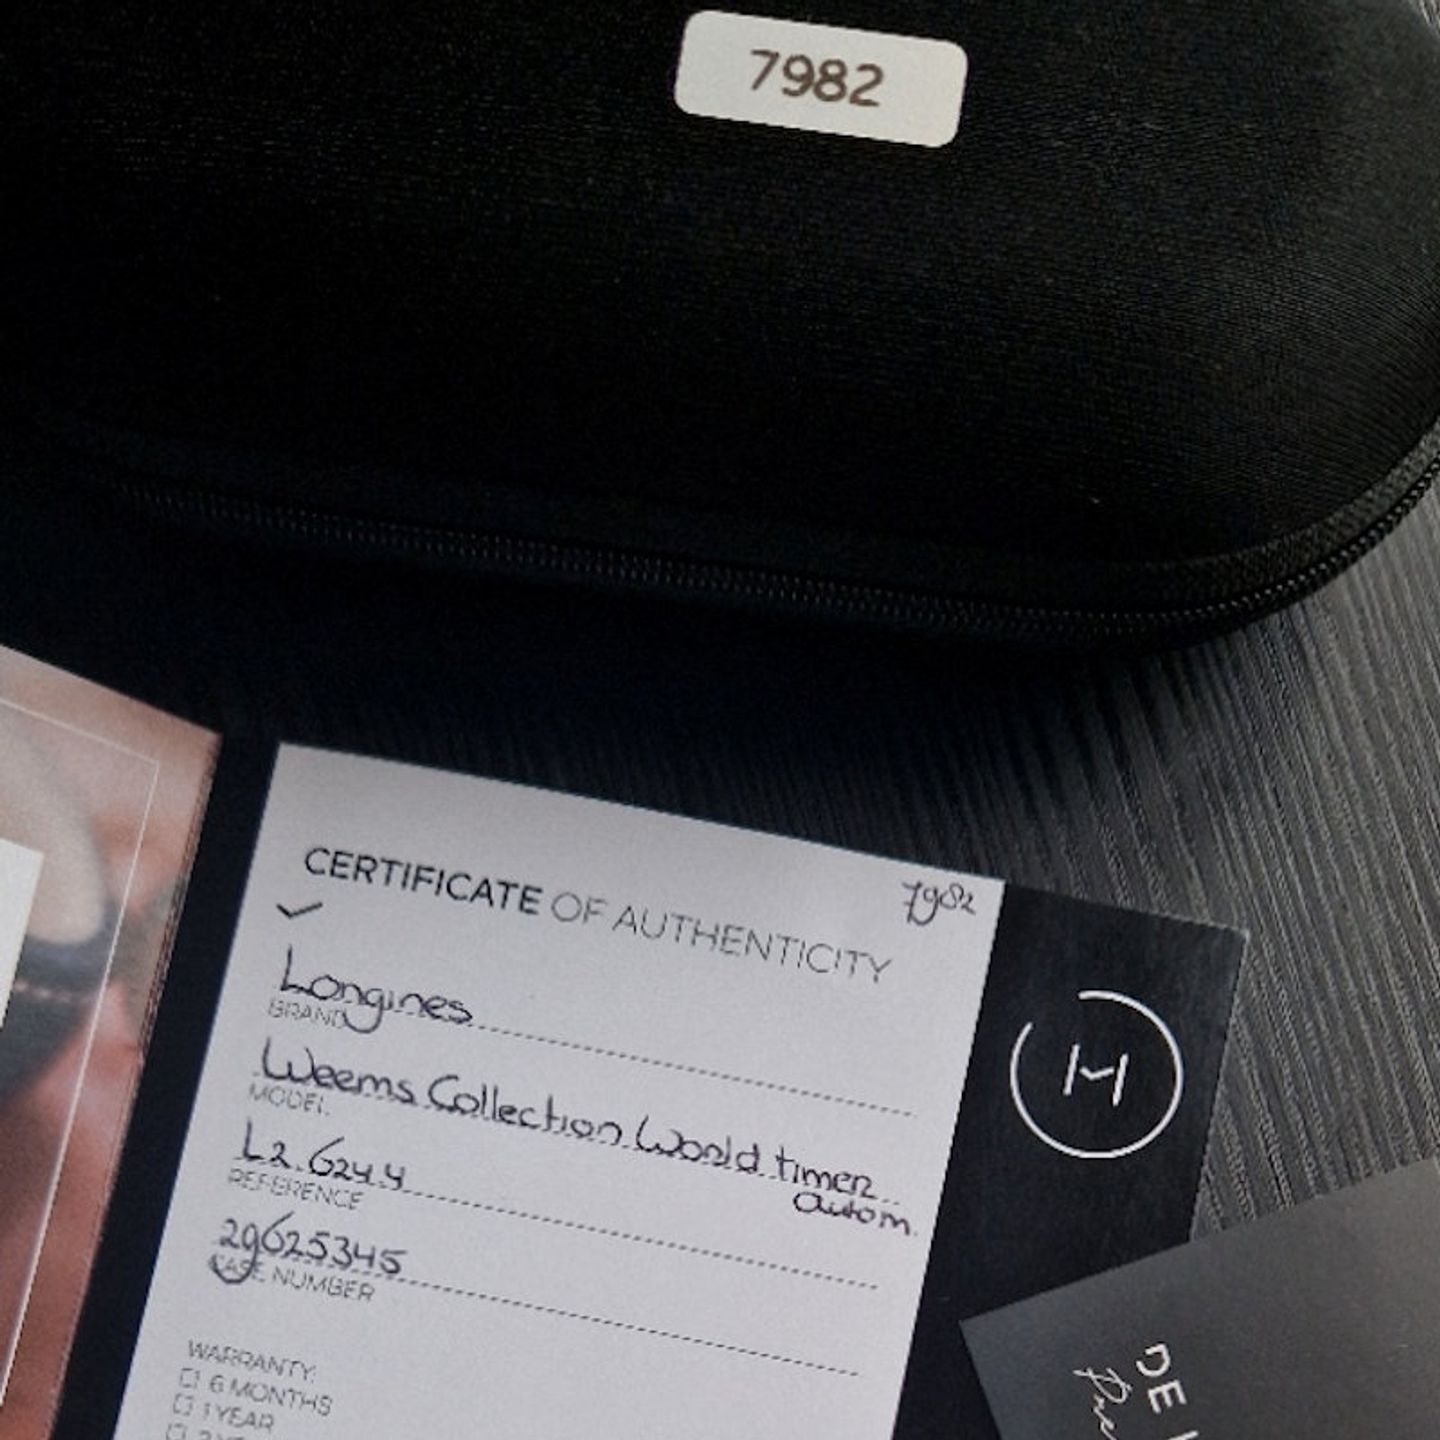 7982
7982
CERTIFICATE OF AUTHENTICITY
Longines
BRAND
Weems Collection World timer
autom.
MODEL
L2.624.4
REFERENCE
29625345
CASE NUMBER
WARRANTY:
6 MONTHS
1 YEAR
DE